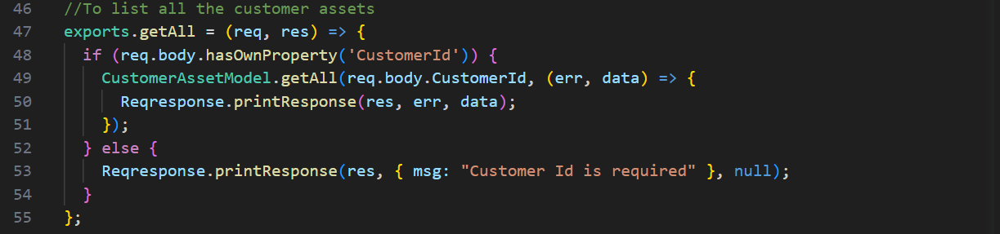 46 //To list all the customer assets
47 exports.getAll = (req, res) => {
48 if (req.body.hasOwnProperty('CustomerId')) {
49 CustomerAssetModel.getAll(req.body.CustomerId, (err, data) => {
50 Reqresponse.printResponse(res, err, data);
51 });
52 } else {
53 Reqresponse.printResponse(res, { msg: "Customer Id is required" }, null);
54 }
55 };